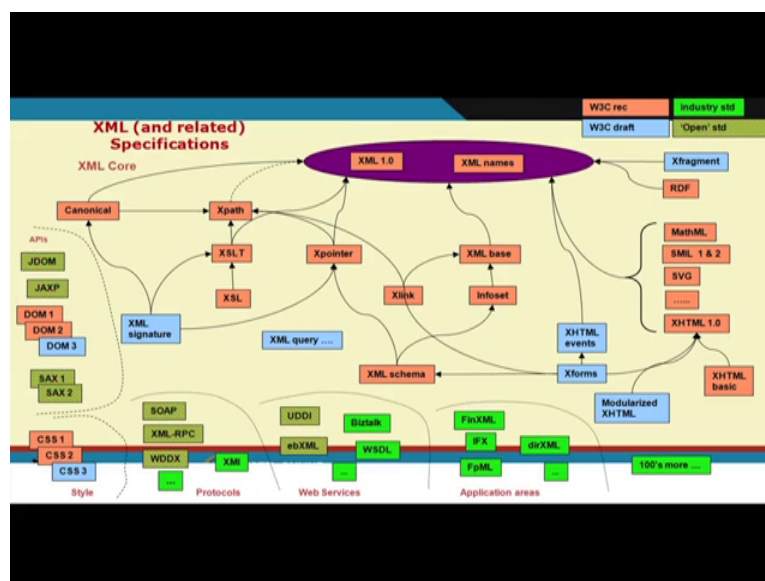 W3C rec
industry std
W3C draft
'Open' std
XML (and related)
Specifications
XML Core
XML 1.0
XML names
Xfragment
RDF
Canonical
Xpath
APIs
MathML
JDOM
XSLT
Xpointer
XML base
SMIL 1 & 2
SVG
JAXP
XSL
Xlink
Infoset
......
DOM 1
DOM 2
DOM 3
XML
signature
XML query ....
XHTML
events
XHTML 1.0
XML schema
Xforms
XHTML
basic
SAX 1
SAX 2
Modularized
XHTML
SOAP
UDDI
Biztalk
FinXML
CSS 1
CSS 2
CSS 3
XML-RPC
ebXML
WSDL
IFX
dirXML
WDDX
XMI
...
...
FpML
...
100's more ....
Style
Protocols
Web Services
Application areas